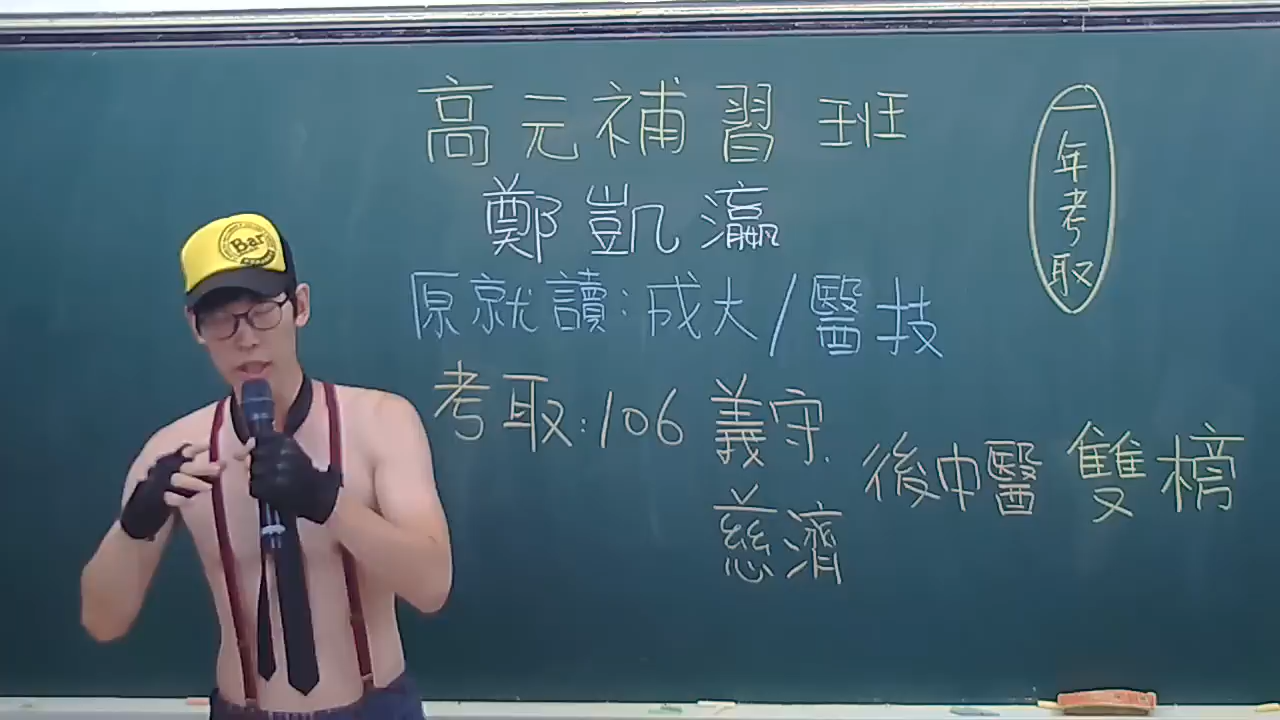 高元補習班
鄭凱瀛
原就讀:成大/醫技
考取:106 義守
慈濟
後中醫 雙榜
一年考取
Bar